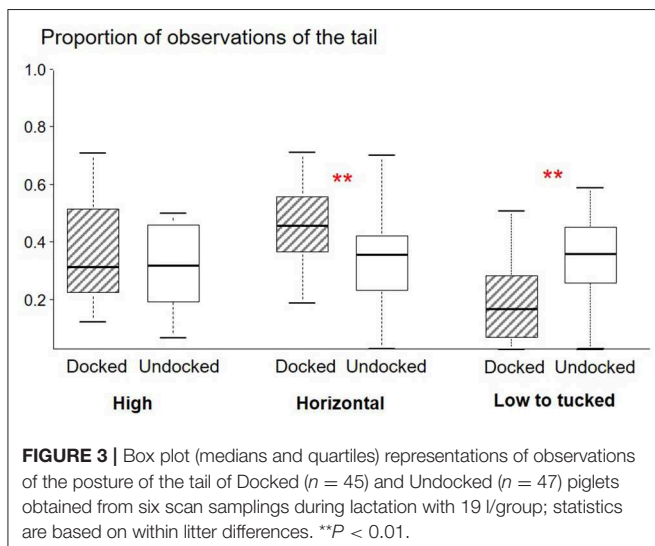 Proportion of observations of the tail
1.0
0.8
0.6
0.4
0.2
**
**
Docked Undocked Docked Undocked Docked Undocked
High Horizontal Low to tucked
FIGURE 3 | Box plot (medians and quartiles) representations of observations
of the posture of the tail of Docked (n = 45) and Undocked (n = 47) piglets
obtained from six scan samplings during lactation with 19 l/group; statistics
are based on within litter differences. **P < 0.01.